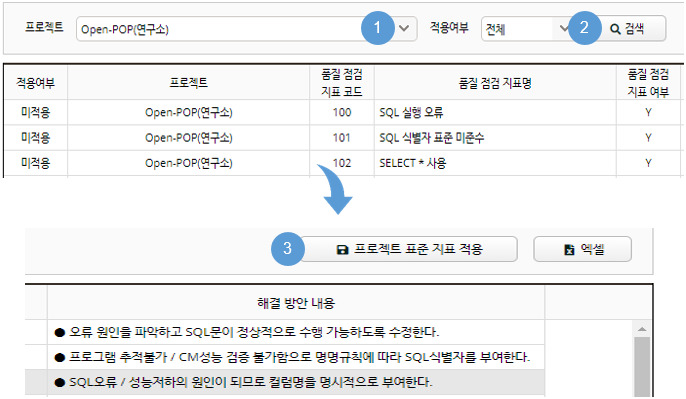 프로젝트 Open-POP(연구소) 1 적용여부 전체 2 검색
적용여부 프로젝트 품질 점검 지표 코드 품질 점검 지표명 품질 점검 지표 여부
미적용 Open-POP(연구소) 100 SQL 실행 오류 Y
미적용 Open-POP(연구소) 101 SQL 식별자 표준 미준수 Y
미적용 Open-POP(연구소) 102 SELECT * 사용 Y
3 프로젝트 표준 지표 적용 엑셀
해결 방안 내용
● 오류 원인을 파악하고 SQL문이 정상적으로 수행 가능하도록 수정한다.
● 프로그램 추적불가 / CM성능 검증 불가함으로 명명규칙에 따라 SQL식별자를 부여한다.
● SQL오류 / 성능저하의 원인이 되므로 컬럼명을 명시적으로 부여한다.